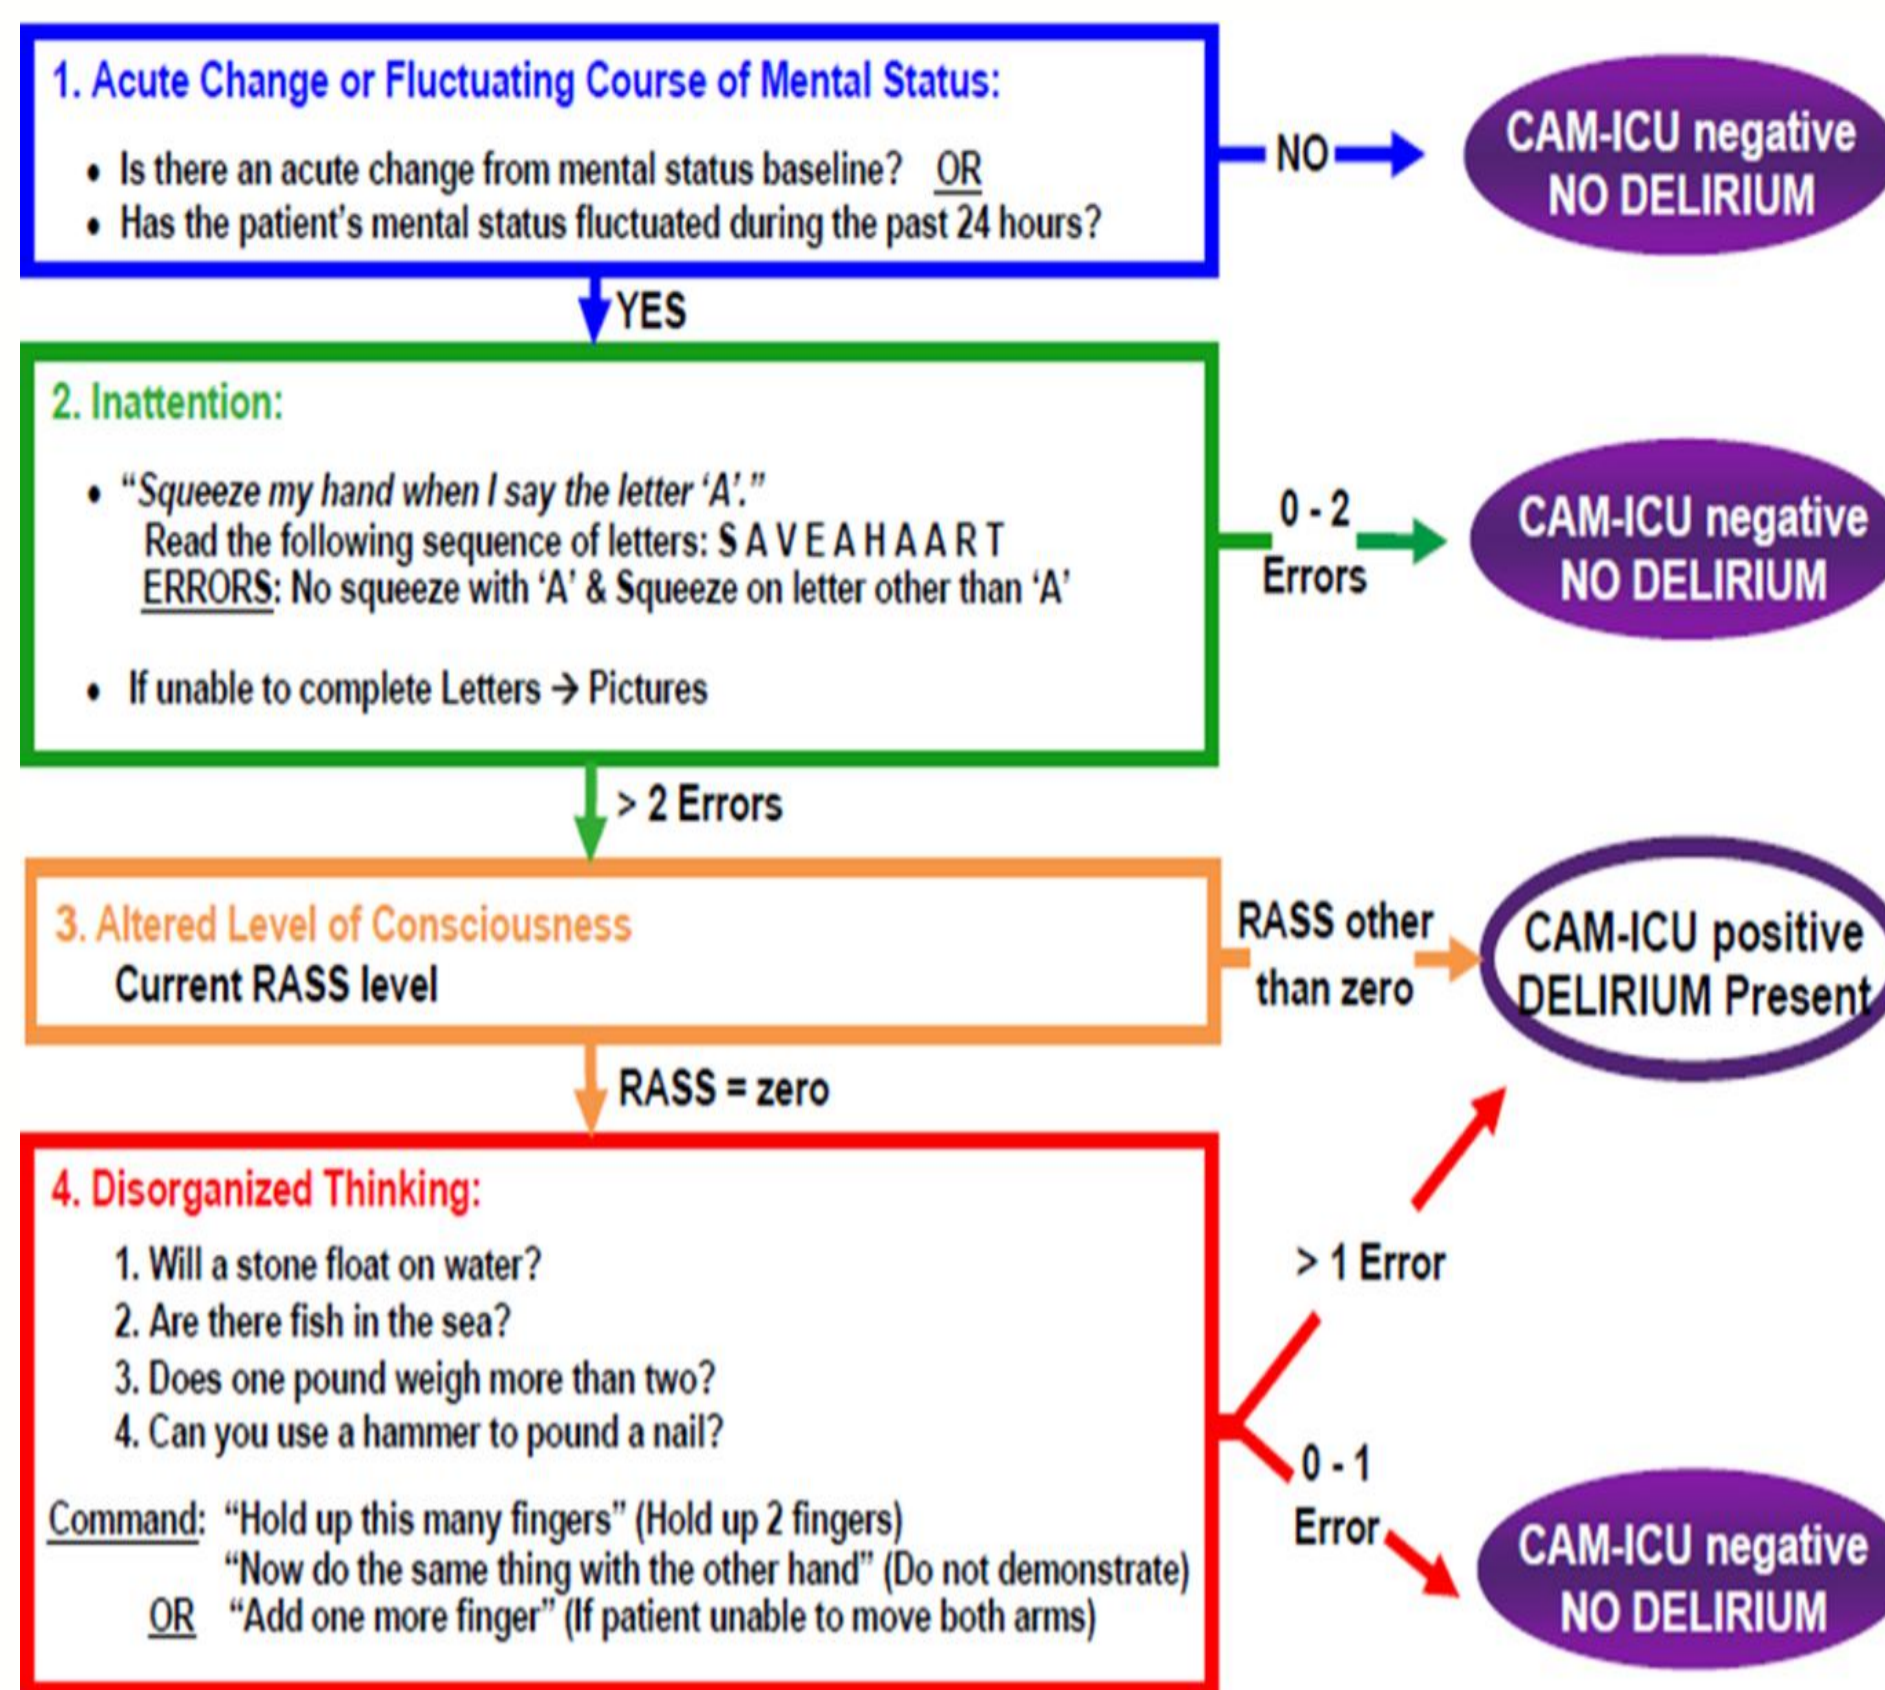 1. Acute Change or Fluctuating Course of Mental Status:
• Is there an acute change from mental status baseline? OR
• Has the patient's mental status fluctuated during the past 24 hours?
NO
CAM-ICU negative
NO DELIRIUM
YES
2. Inattention:
• “Squeeze my hand when I say the letter ‘A’.”
Read the following sequence of letters: S A V E A H A A R T
ERRORS: No squeeze with ‘A’ & Squeeze on letter other than ‘A’
• If unable to complete Letters → Pictures
0 - 2
Errors
CAM-ICU negative
NO DELIRIUM
> 2 Errors
3. Altered Level of Consciousness
Current RASS level
RASS other
than zero
CAM-ICU positive
DELIRIUM Present
RASS = zero
4. Disorganized Thinking:
1. Will a stone float on water?
2. Are there fish in the sea?
3. Does one pound weigh more than two?
4. Can you use a hammer to pound a nail?
Command: “Hold up this many fingers” (Hold up 2 fingers)
“Now do the same thing with the other hand” (Do not demonstrate)
OR “Add one more finger” (If patient unable to move both arms)
> 1 Error
0 - 1
Error
CAM-ICU negative
NO DELIRIUM